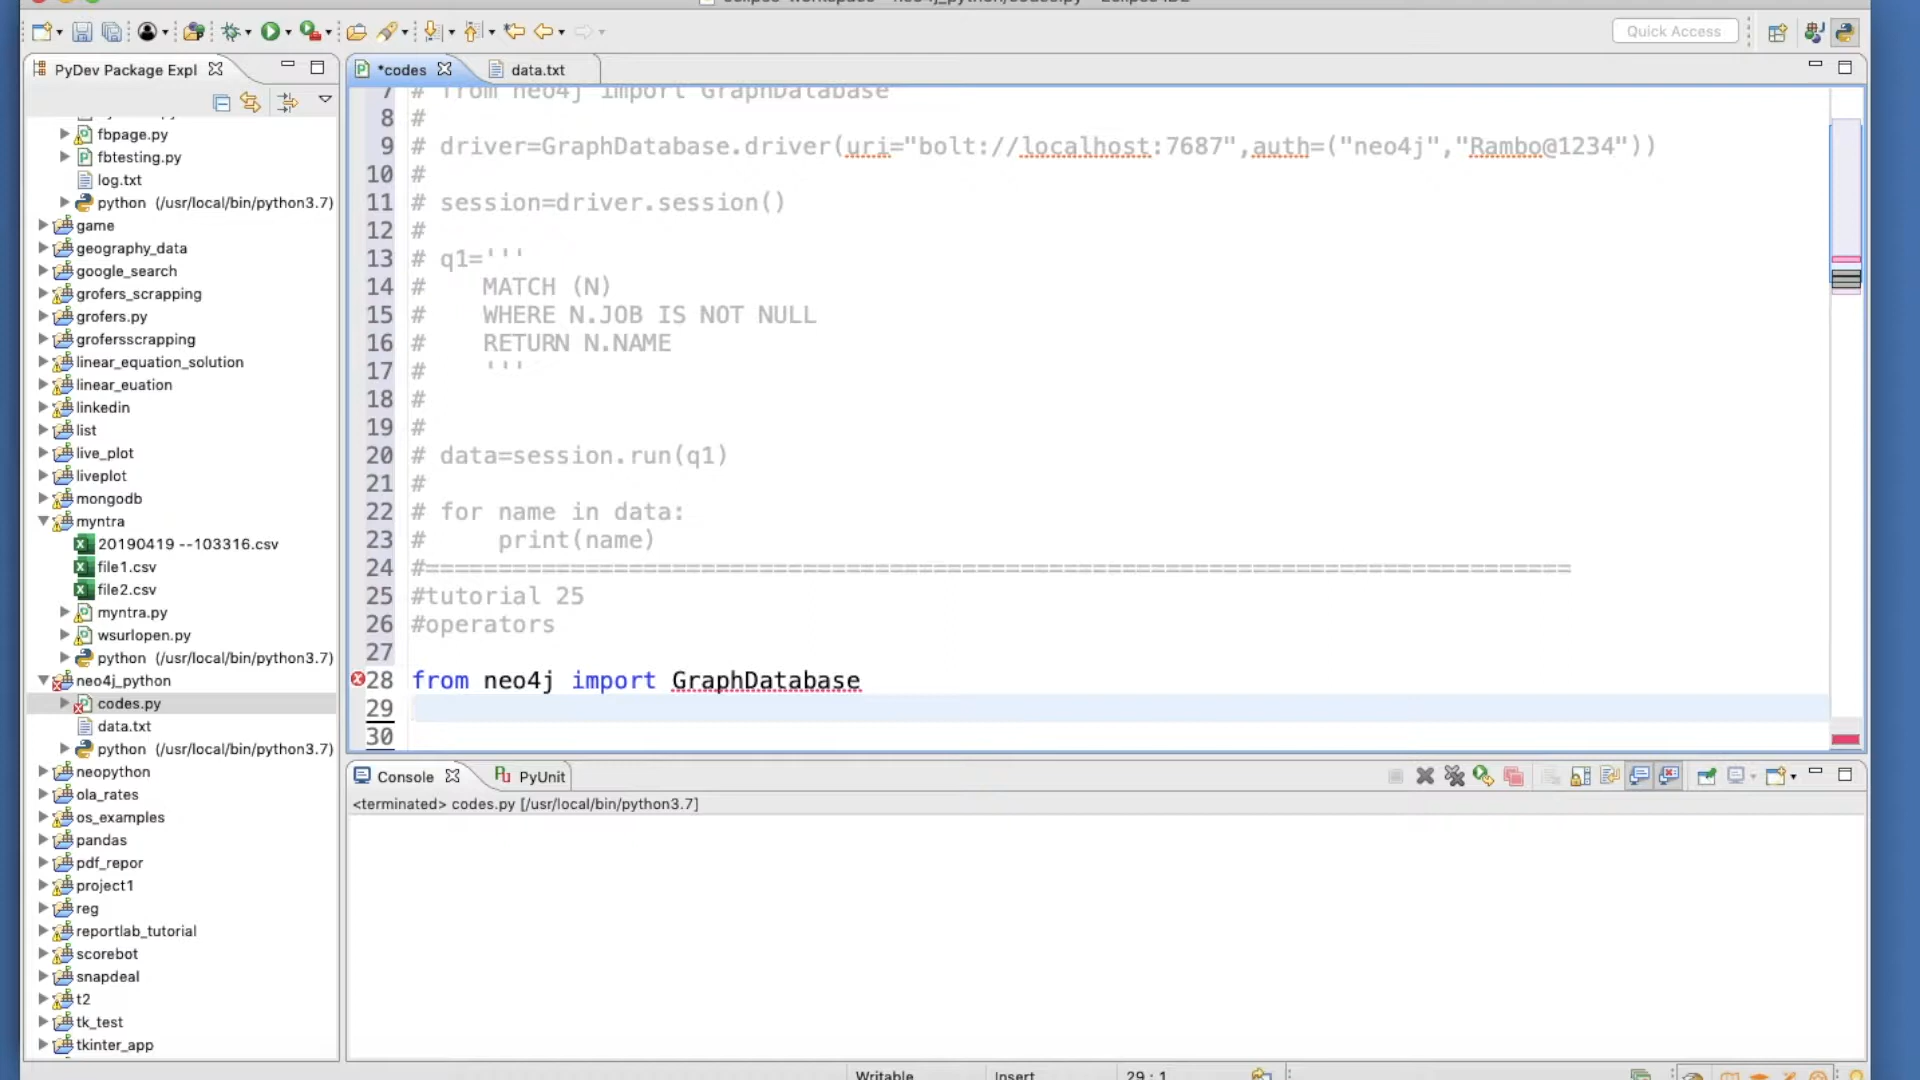 Quick Access
PyDev Package Expl
*codes
data.txt
fbpage.py
fbtesting.py
log.txt
python (/usr/local/bin/python3.7)
game
geography_data
google_search
grofers_scrapping
grofers.py
grofersscrapping
linear_equation_solution
linear_euation
linkedin
list
live_plot
liveplot
mongodb
myntra
20190419 --103316.csv
file1.csv
file2.csv
myntra.py
wsurlopen.py
python (/usr/local/bin/python3.7)
neo4j_python
codes.py
data.txt
python (/usr/local/bin/python3.7)
neopython
ola_rates
os_examples
pandas
pdf_repor
project1
reg
reportlab_tutorial
scorebot
snapdeal
t2
tk_test
tkinter_app
7 # from neo4j import GraphDatabase
8 #
9 # driver=GraphDatabase.driver(uri="bolt://localhost:7687",auth=("neo4j","Rambo@1234"))
10 #
11 # session=driver.session()
12 #
13 # q1='''
14 # MATCH (N)
15 # WHERE N.JOB IS NOT NULL
16 # RETURN N.NAME
17 # '''
18 #
19 #
20 # data=session.run(q1)
21 #
22 # for name in data:
23 # print(name)
24 #===============================================================================
25 #tutorial 25
26 #operators
27
28 from neo4j import GraphDatabase
29
30
Console
PyUnit
<terminated> codes.py [/usr/local/bin/python3.7]
Writable
Insert
29 : 1